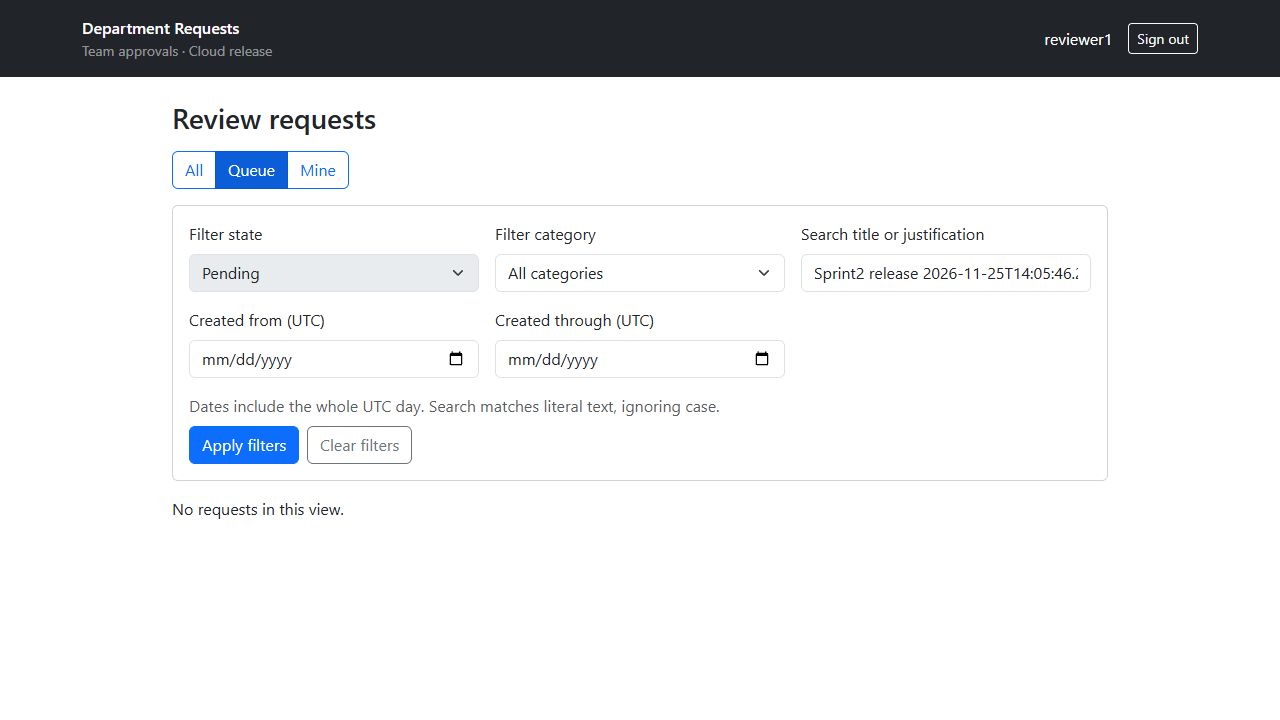 Department Requests
Team approvals · Cloud release
reviewer1
Sign out
Review requests
All
Queue
Mine
Filter state
Filter category
Search title or justification
Pending
All categories
Sprint2 release 2026-11-25T14:05:46.
Created from (UTC)
Created through (UTC)
mm/dd/yyyy
mm/dd/yyyy
Dates include the whole UTC day. Search matches literal text, ignoring case.
Apply filters
Clear filters
No requests in this view.